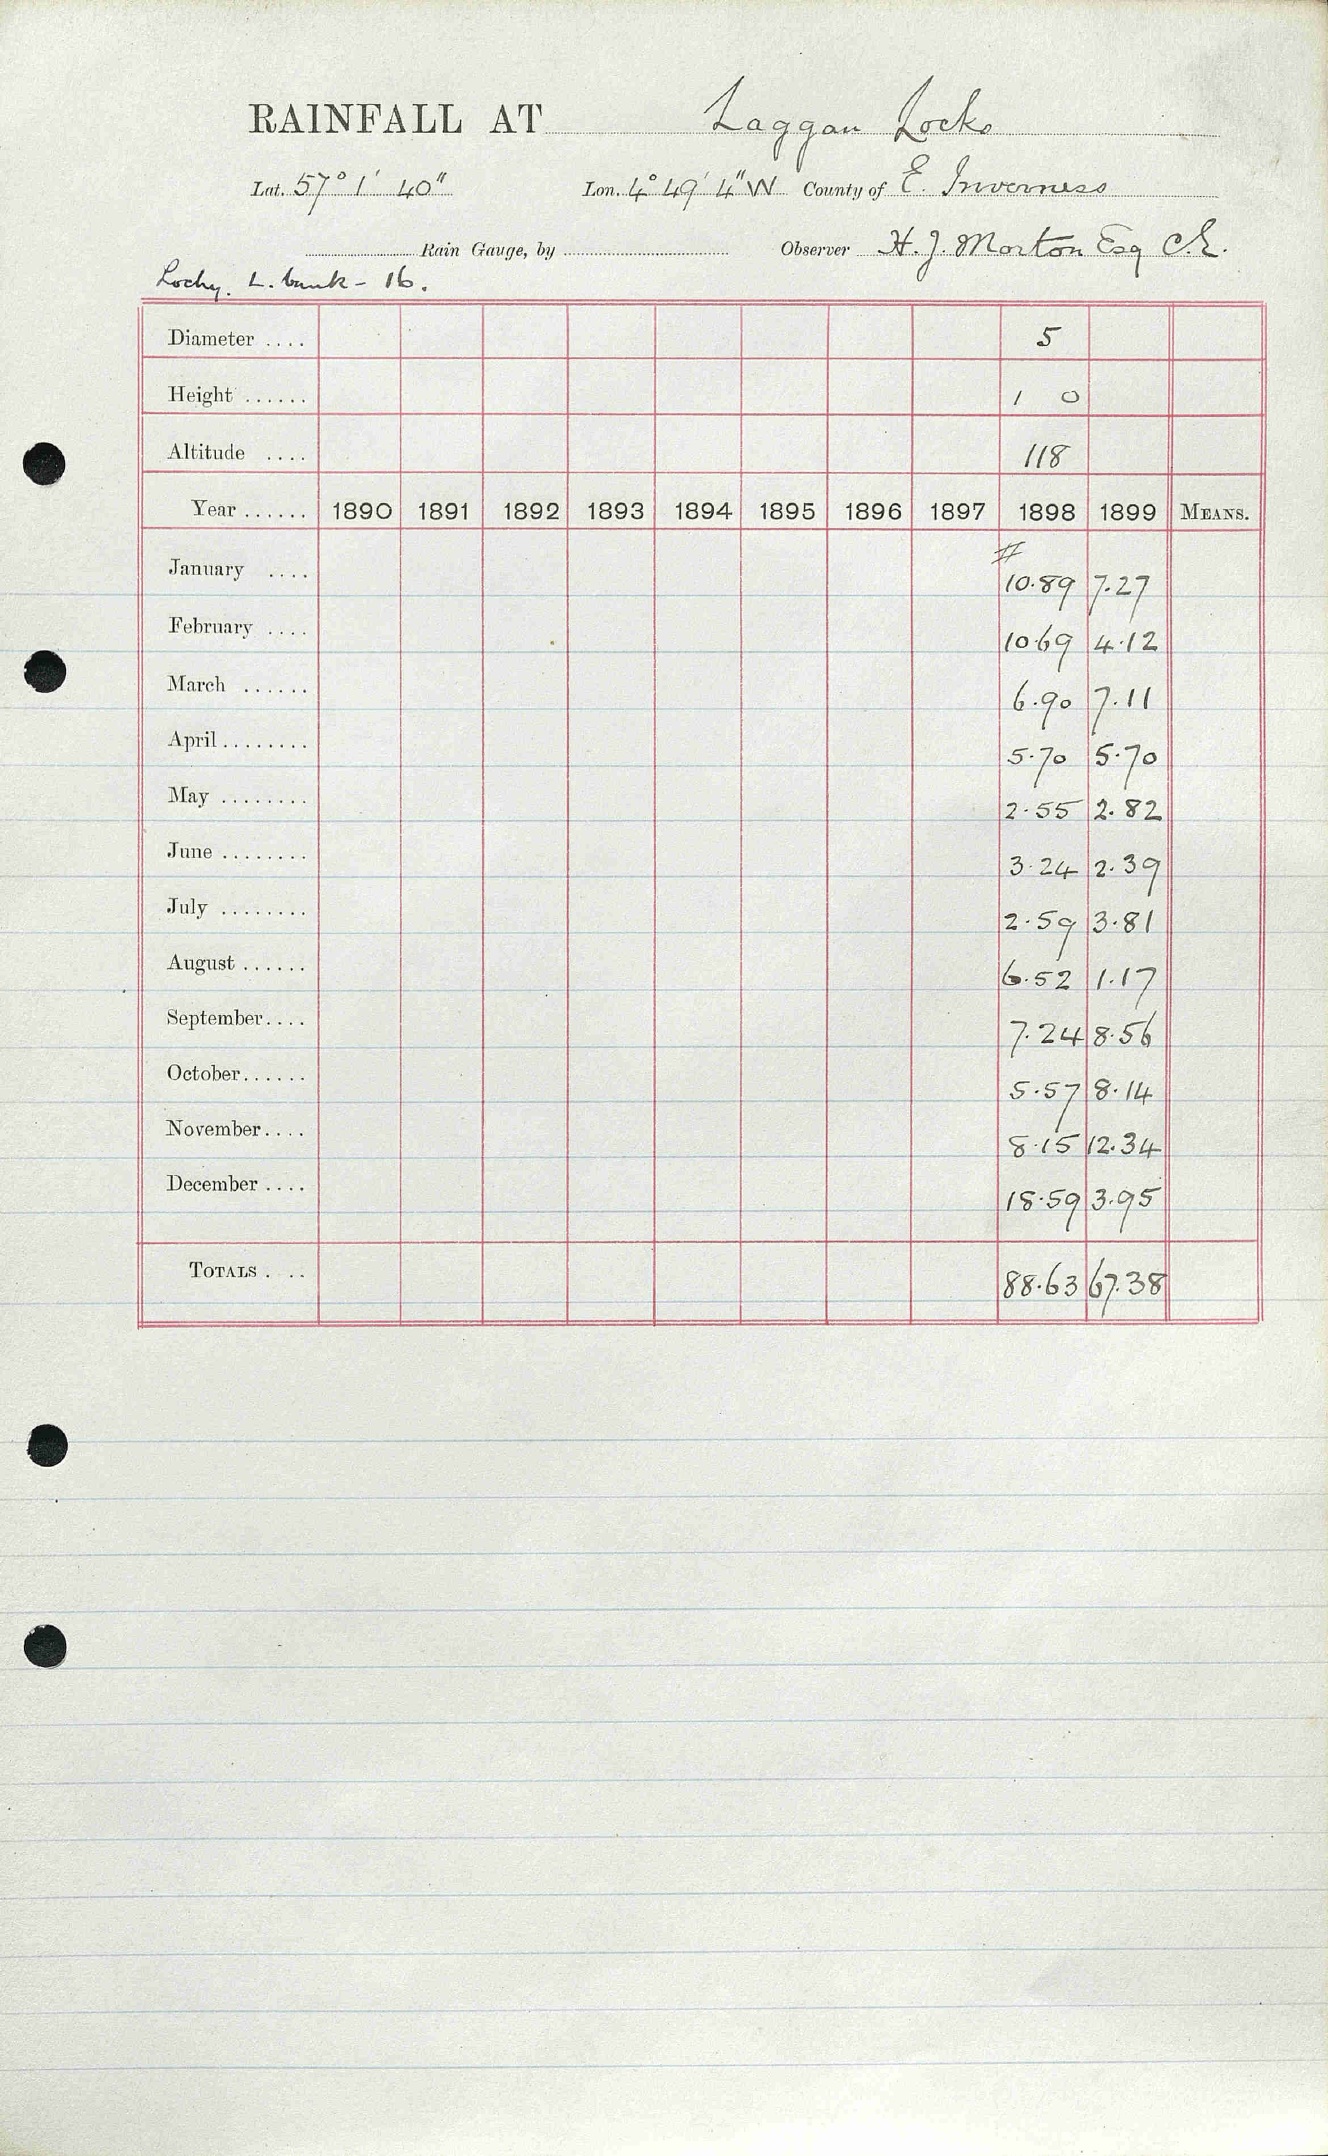 RAINFALL AT Laggan Locks
Lat. 57° 1' 40" Lon. 4° 49' 4" W County of E. Inverness
Rain Gauge, by Observer H. J. Morton Esq C.E.
Lochy. L. bank - 16.
Diameter .... 5
Height ...... 1 0
Altitude .... 118
Year ...... 1890 1891 1892 1893 1894 1895 1896 1897 1898 1899 MEANS.
#
January .... 10.89 7.27
February .... 10.69 4.12
March ...... 6.90 7.11
April ........ 5.70 5.70
May ........ 2.55 2.82
June ........ 3.24 2.39
July ........ 2.59 3.81
August ...... 6.52 1.17
September.... 7.24 8.56
October...... 5.57 8.14
November.... 8.15 12.34
December .... 18.59 3.95
TOTALS . .. 88.63 67.38